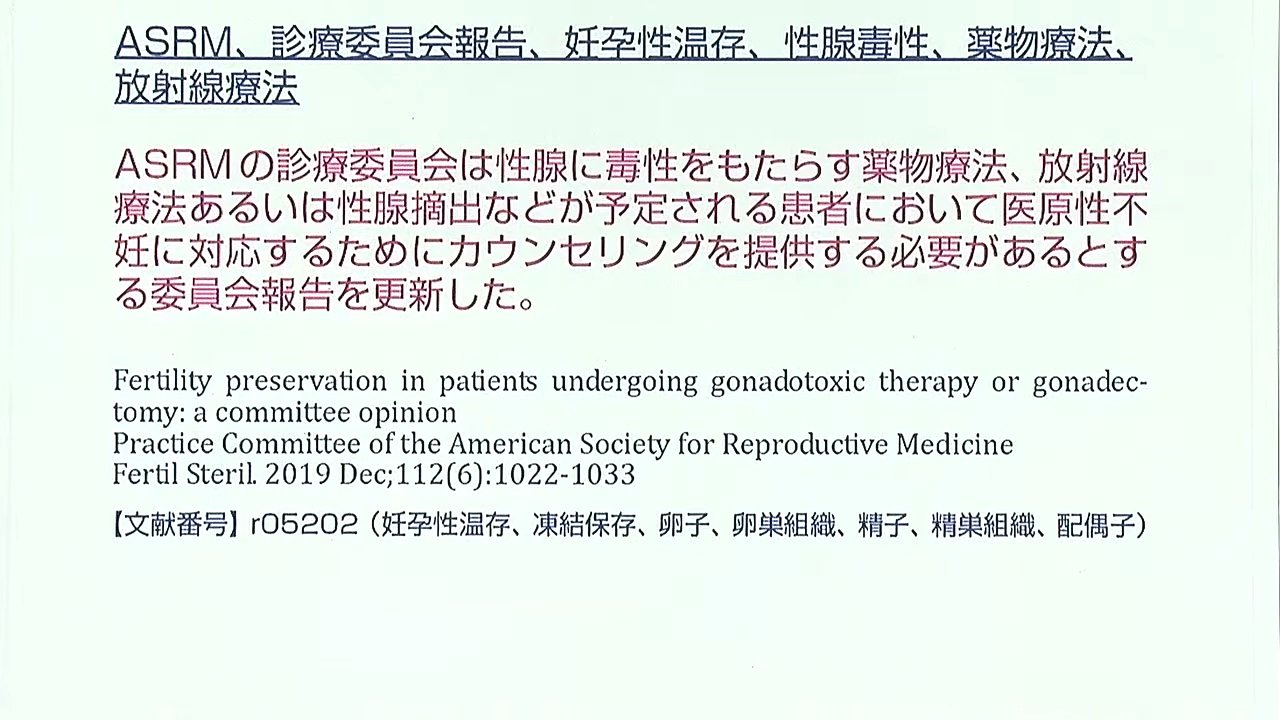 ASRM、診療委員会報告、妊孕性温存、性腺毒性、薬物療法、
放射線療法
ASRMの診療委員会は性腺に毒性をもたらす薬物療法、放射線
療法あるいは性腺摘出などが予定される患者において医原性不
妊に対応するためにカウンセリングを提供する必要があるとす
る委員会報告を更新した。
Fertility preservation in patients undergoing gonadotoxic therapy or gonadec-
tomy: a committee opinion
Practice Committee of the American Society for Reproductive Medicine
Fertil Steril. 2019 Dec;112(6):1022-1033
【文献番号】r05202（妊孕性温存、凍結保存、卵子、卵巣組織、精子、精巣組織、配偶子）